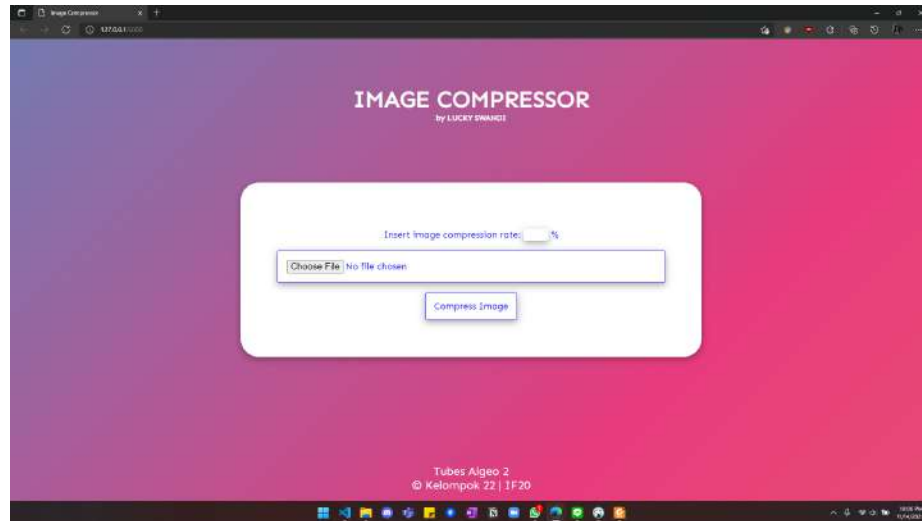 Image Compressor
127.0.0.1:5000
IMAGE COMPRESSOR
by LUCKY SWANDI
Insert image compression rate: %
Choose File No file chosen
Compress Image
Tubes Algeo 2
© Kelompok 22 | IF20